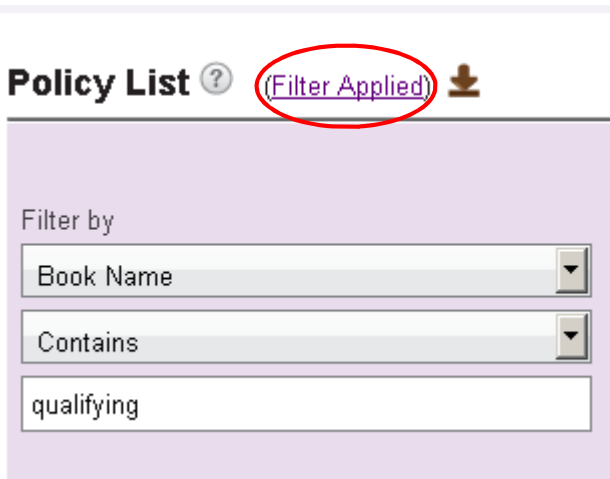 Policy List ? (Filter Applied)
Filter by
Book Name
Contains
qualifying